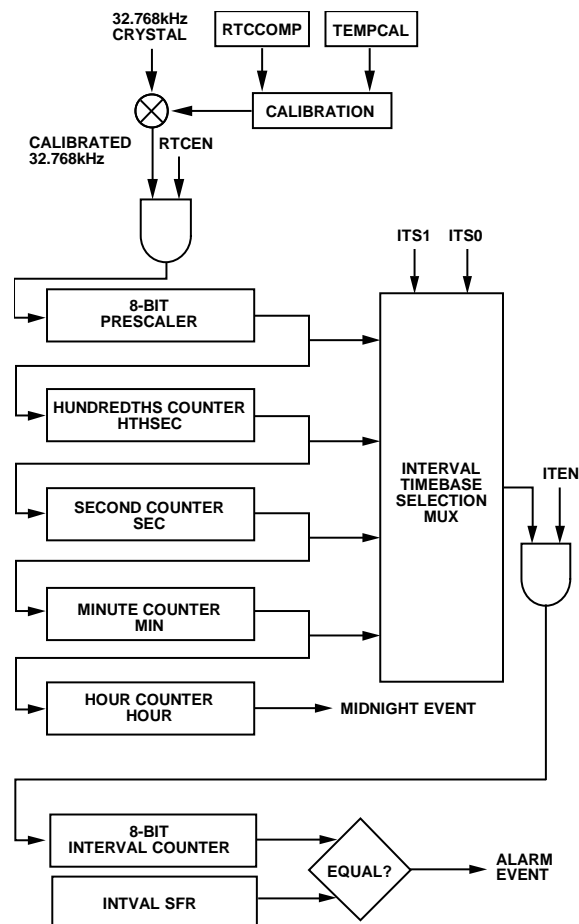 32.768kHz
CRYSTAL
RTCCOMP
TEMPCAL
CALIBRATION
CALIBRATED
32.768kHz
RTCEN
ITS1
ITS0
8-BIT
PRESCALER
HUNDREDTHS COUNTER
HTHSEC
INTERVAL
TIMEBASE
SELECTION
MUX
ITEN
SECOND COUNTER
SEC
MINUTE COUNTER
MIN
HOUR COUNTER
HOUR
MIDNIGHT EVENT
8-BIT
INTERVAL COUNTER
EQUAL?
ALARM
EVENT
INTVAL SFR